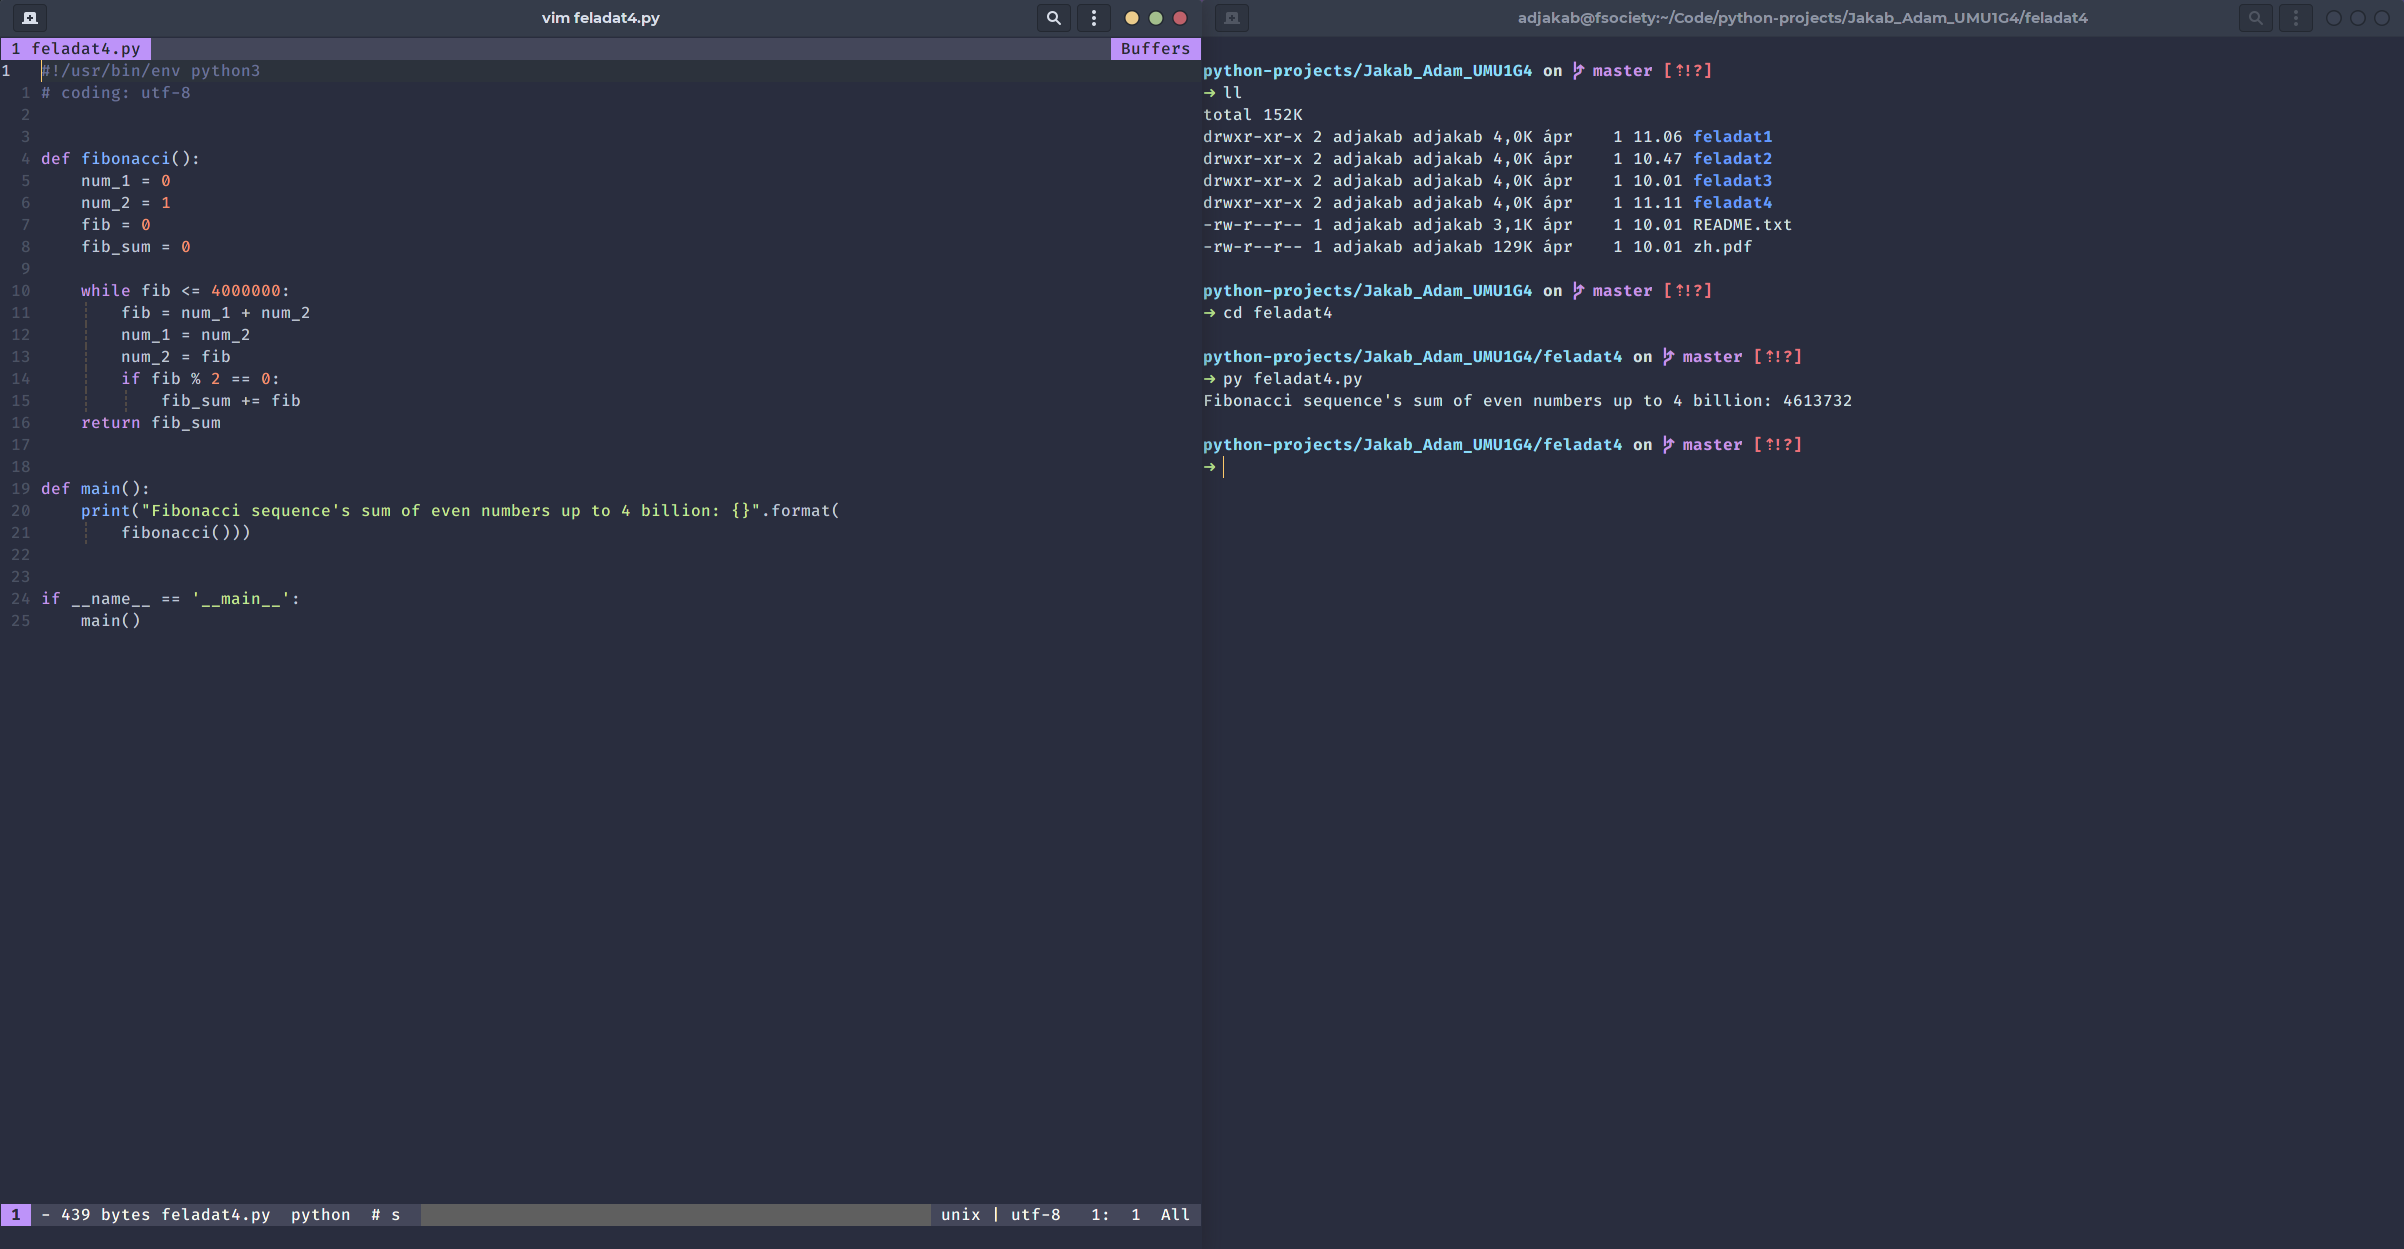 vim feladat4.py
1 feladat4.py
Buffers
1 #!/usr/bin/env python3
1 # coding: utf-8
2
3
4 def fibonacci():
5     num_1 = 0
6     num_2 = 1
7     fib = 0
8     fib_sum = 0
9
10     while fib <= 4000000:
11         fib = num_1 + num_2
12         num_1 = num_2
13         num_2 = fib
14         if fib % 2 == 0:
15             fib_sum += fib
16     return fib_sum
17
18
19 def main():
20     print("Fibonacci sequence's sum of even numbers up to 4 billion: {}".format(
21         fibonacci()))
22
23
24 if __name__ == '__main__':
25     main()
1 - 439 bytes feladat4.py  python  # s
unix | utf-8   1:  1  All
adjakab@fsociety:~/Code/python-projects/Jakab_Adam_UMU1G4/feladat4
python-projects/Jakab_Adam_UMU1G4 on master [⇡!?]
➜ ll
total 152K
drwxr-xr-x 2 adjakab adjakab 4,0K ápr    1 11.06 feladat1
drwxr-xr-x 2 adjakab adjakab 4,0K ápr    1 10.47 feladat2
drwxr-xr-x 2 adjakab adjakab 4,0K ápr    1 10.01 feladat3
drwxr-xr-x 2 adjakab adjakab 4,0K ápr    1 11.11 feladat4
-rw-r--r-- 1 adjakab adjakab 3,1K ápr    1 10.01 README.txt
-rw-r--r-- 1 adjakab adjakab 129K ápr    1 10.01 zh.pdf
python-projects/Jakab_Adam_UMU1G4 on master [⇡!?]
➜ cd feladat4
python-projects/Jakab_Adam_UMU1G4/feladat4 on master [⇡!?]
➜ py feladat4.py
Fibonacci sequence's sum of even numbers up to 4 billion: 4613732
python-projects/Jakab_Adam_UMU1G4/feladat4 on master [⇡!?]
➜